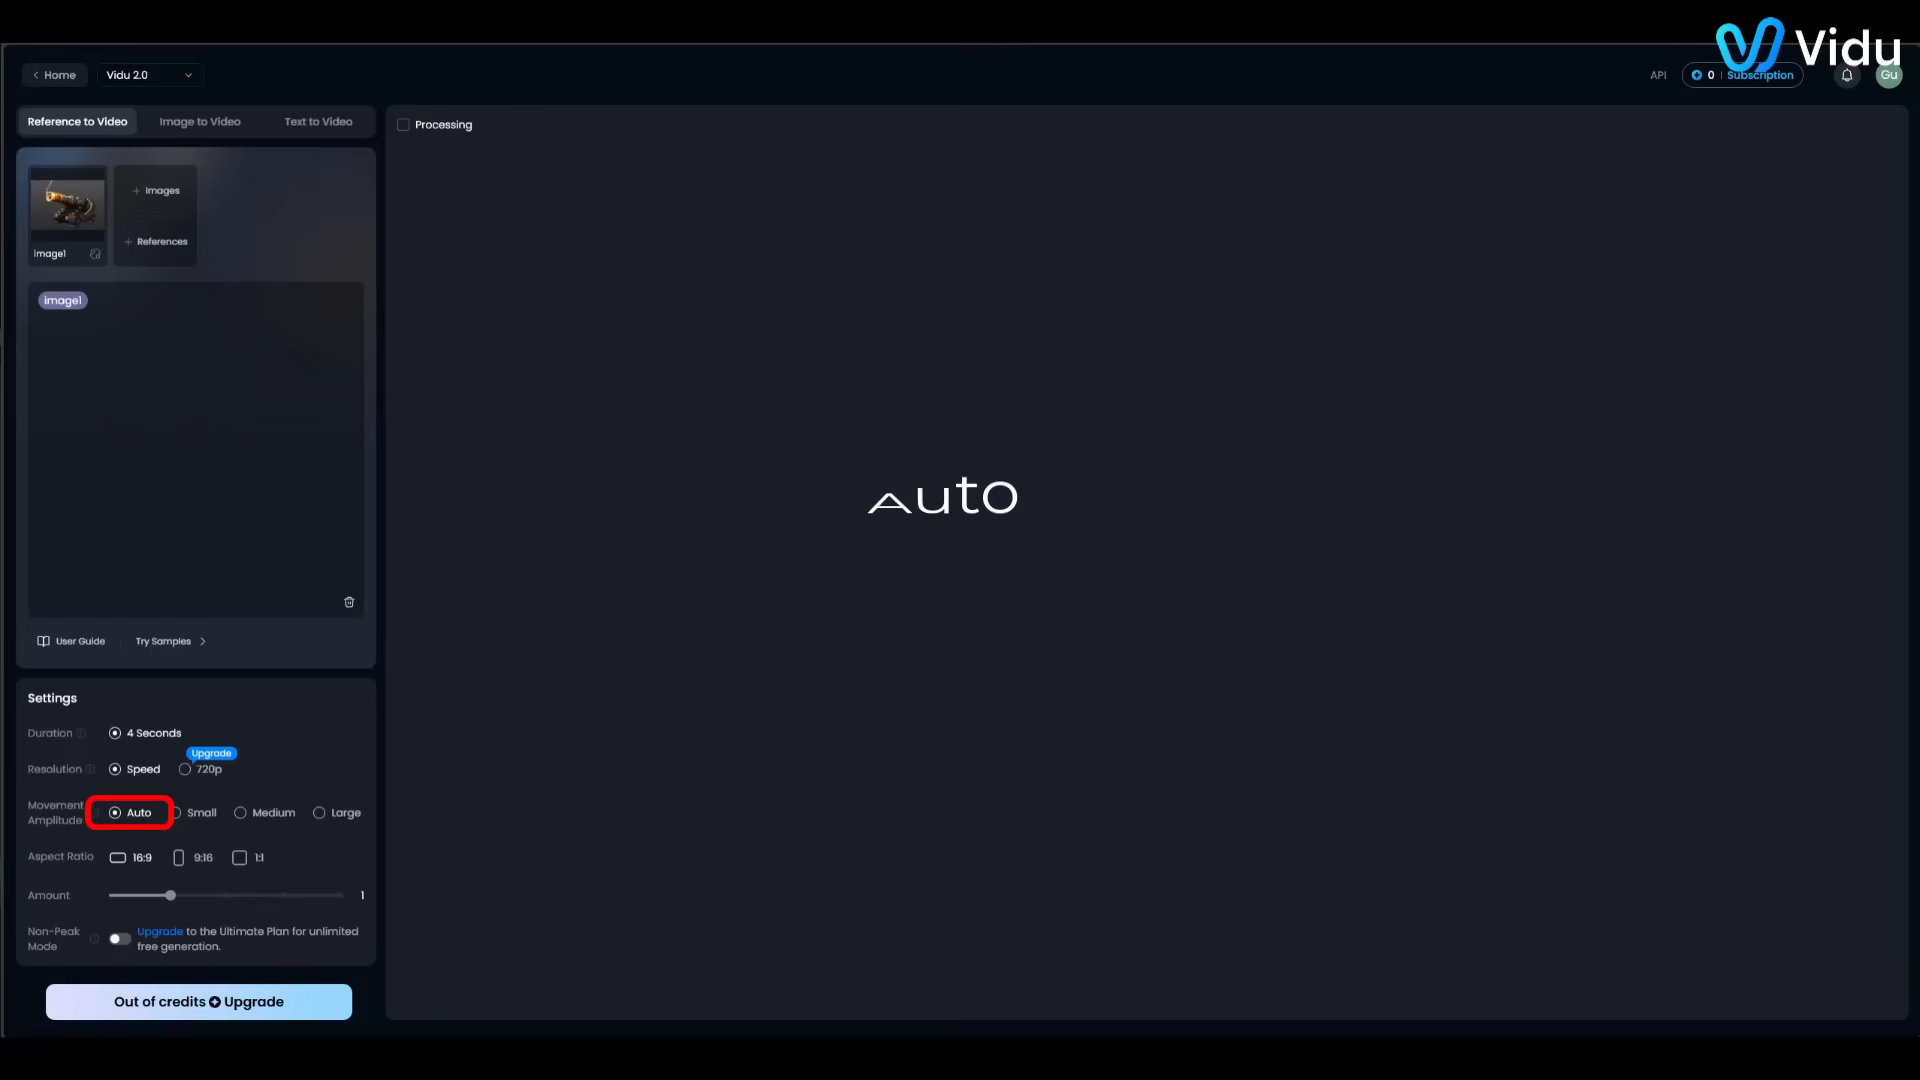 Vidu
Home
Vidu 2.0
API
0 | Subscription
Gu
Reference to Video
Image to Video
Text to Video
Processing
+ Images
+ References
image1
image1
Auto
User Guide
Try Samples
Settings
Duration
4 Seconds
Upgrade
Resolution
Speed
720p
Movement
Amplitude
Auto
Small
Medium
Large
Aspect Ratio
16:9
9:16
1:1
Amount
1
Non-Peak
Mode
Upgrade to the Ultimate Plan for unlimited
free generation.
Out of credits Upgrade